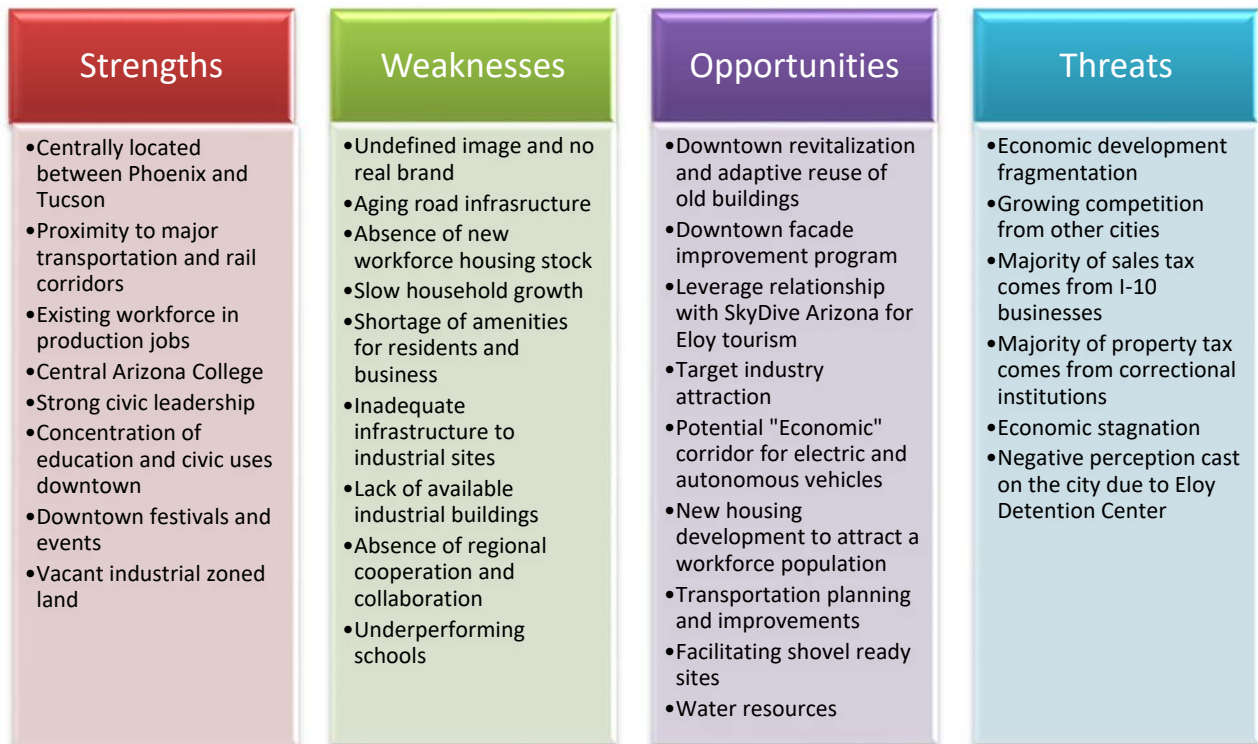 Strengths
•Centrally located
between Phoenix and
Tucson
•Proximity to major
transportation and rail
corridors
•Existing workforce in
production jobs
•Central Arizona College
•Strong civic leadership
•Concentration of
education and civic uses
downtown
•Downtown festivals and
events
•Vacant industrial zoned
land
Weaknesses
•Undefined image and no
real brand
•Aging road infrasructure
•Absence of new
workforce housing stock
•Slow household growth
•Shortage of amenities
for residents and
business
•Inadequate
infrastructure to
industrial sites
•Lack of available
industrial buildings
•Absence of regional
cooperation and
collaboration
•Underperforming
schools
Opportunities
•Downtown revitalization
and adaptive reuse of
old buildings
•Downtown facade
improvement program
•Leverage relationship
with SkyDive Arizona for
Eloy tourism
•Target industry
attraction
•Potential "Economic"
corridor for electric and
autonomous vehicles
•New housing
development to attract a
workforce population
•Transportation planning
and improvements
•Facilitating shovel ready
sites
•Water resources
Threats
•Economic development
fragmentation
•Growing competition
from other cities
•Majority of sales tax
comes from I-10
businesses
•Majority of property tax
comes from correctional
institutions
•Economic stagnation
•Negative perception cast
on the city due to Eloy
Detention Center